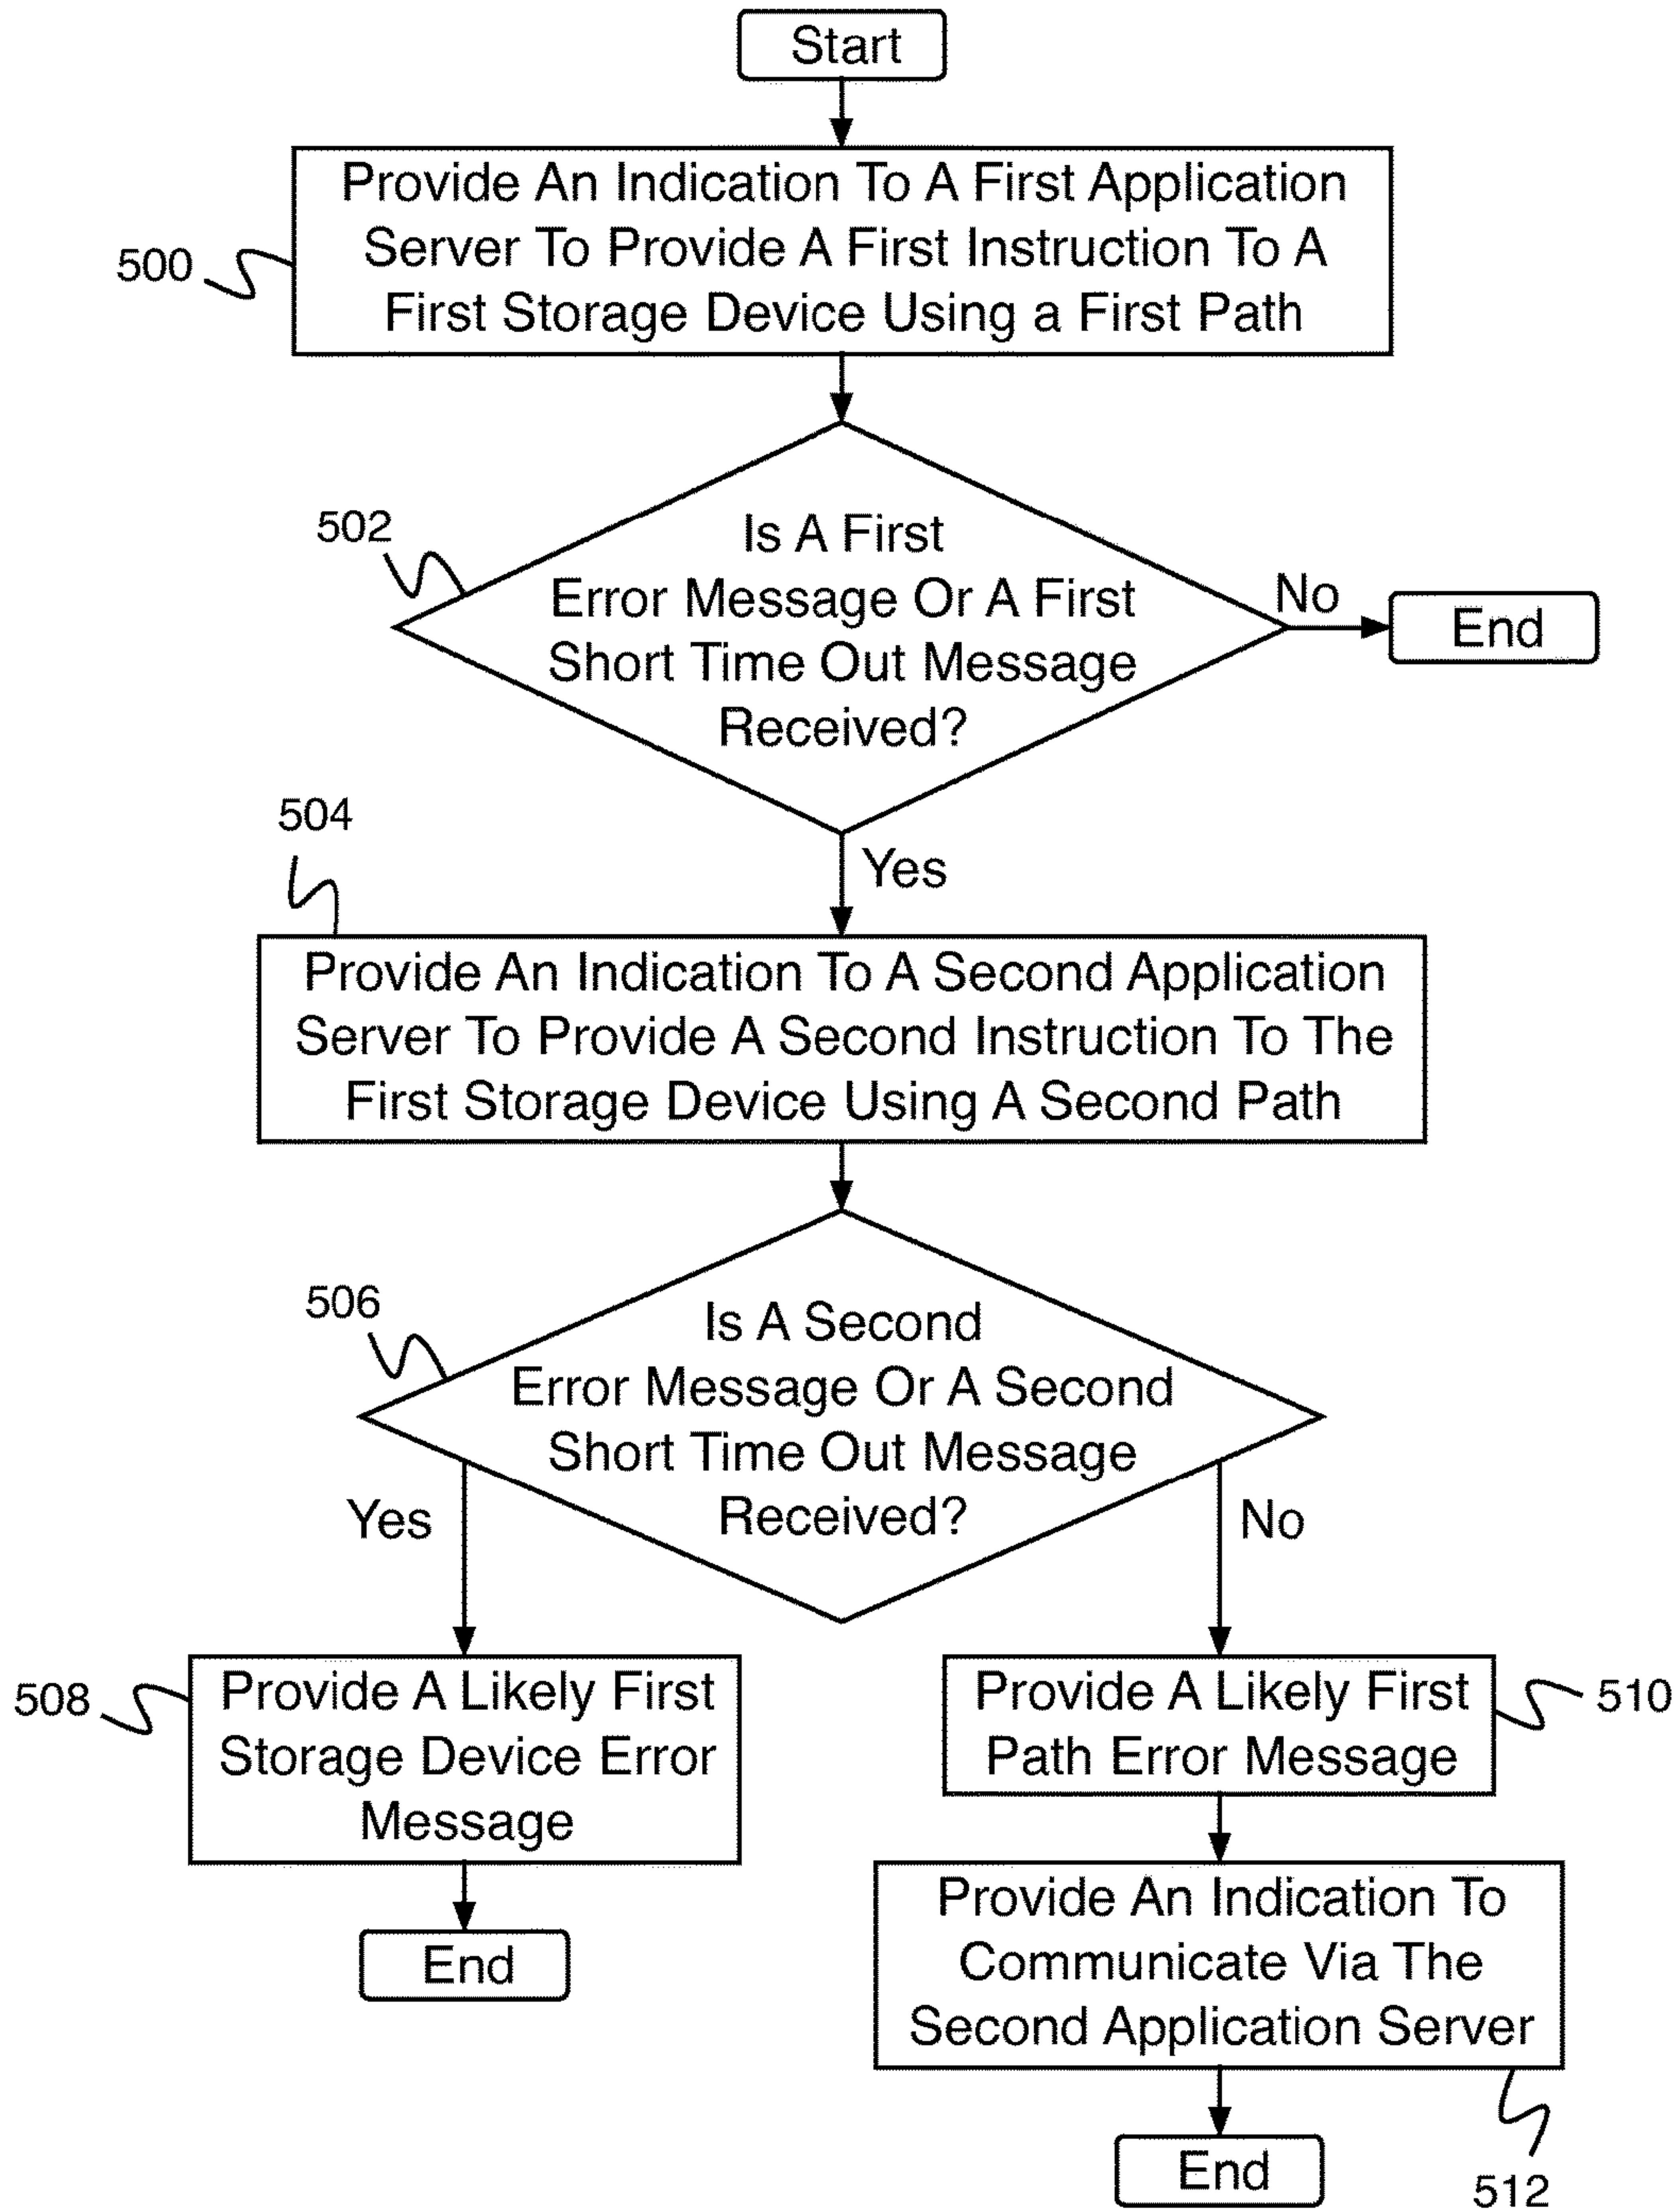 Start
Provide An Indication To A First Application
Server To Provide A First Instruction To A
First Storage Device Using a First Path
500
502
Is A First
Error Message Or A First
Short Time Out Message
Received?
No
End
504
Yes
Provide An Indication To A Second Application
Server To Provide A Second Instruction To The
First Storage Device Using A Second Path
506
Is A Second
Error Message Or A Second
Short Time Out Message
Received?
Yes
No
508
Provide A Likely First
Storage Device Error
Message
End
Provide A Likely First
Path Error Message
510
Provide An Indication To
Communicate Via The
Second Application Server
End
512